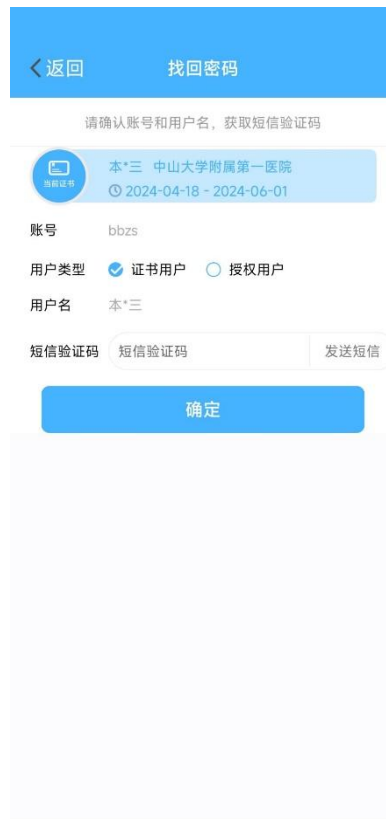 返回 找回密码
请确认账号和用户名，获取短信验证码
当前证书
本*三 中山大学附属第一医院
2024-04-18 - 2024-06-01
账号 bbzs
用户类型 证书用户 授权用户
用户名 本*三
短信验证码 短信验证码 发送短信
确定